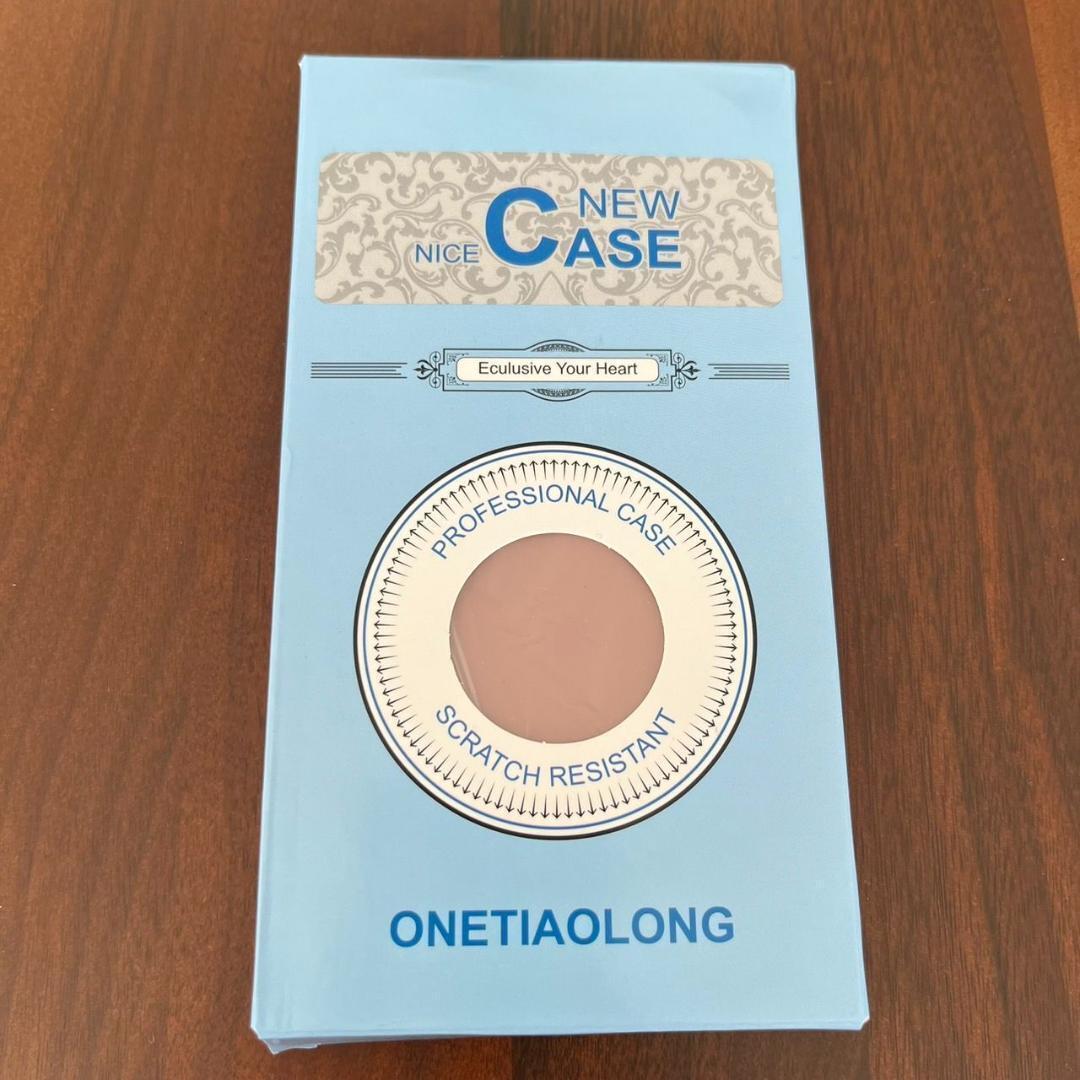 NEW
NICE CASE
Eculusive Your Heart
PROFESSIONAL CASE
SCRATCH RESISTANT
ONETIAOLONG